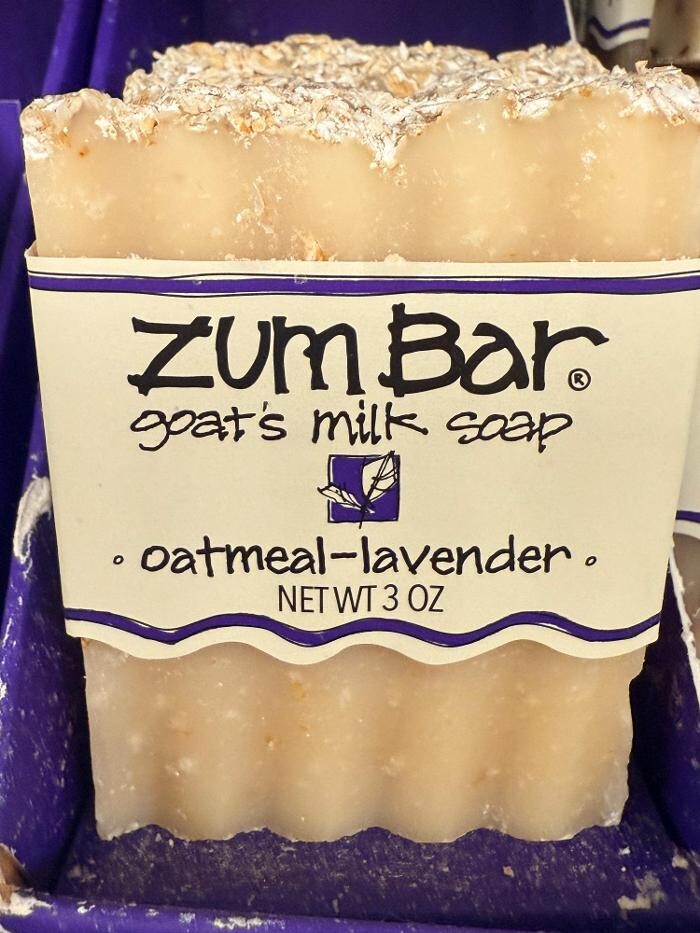 Zum Bar®
goat's milk soap
• oatmeal-lavender •
NET WT 3 OZ